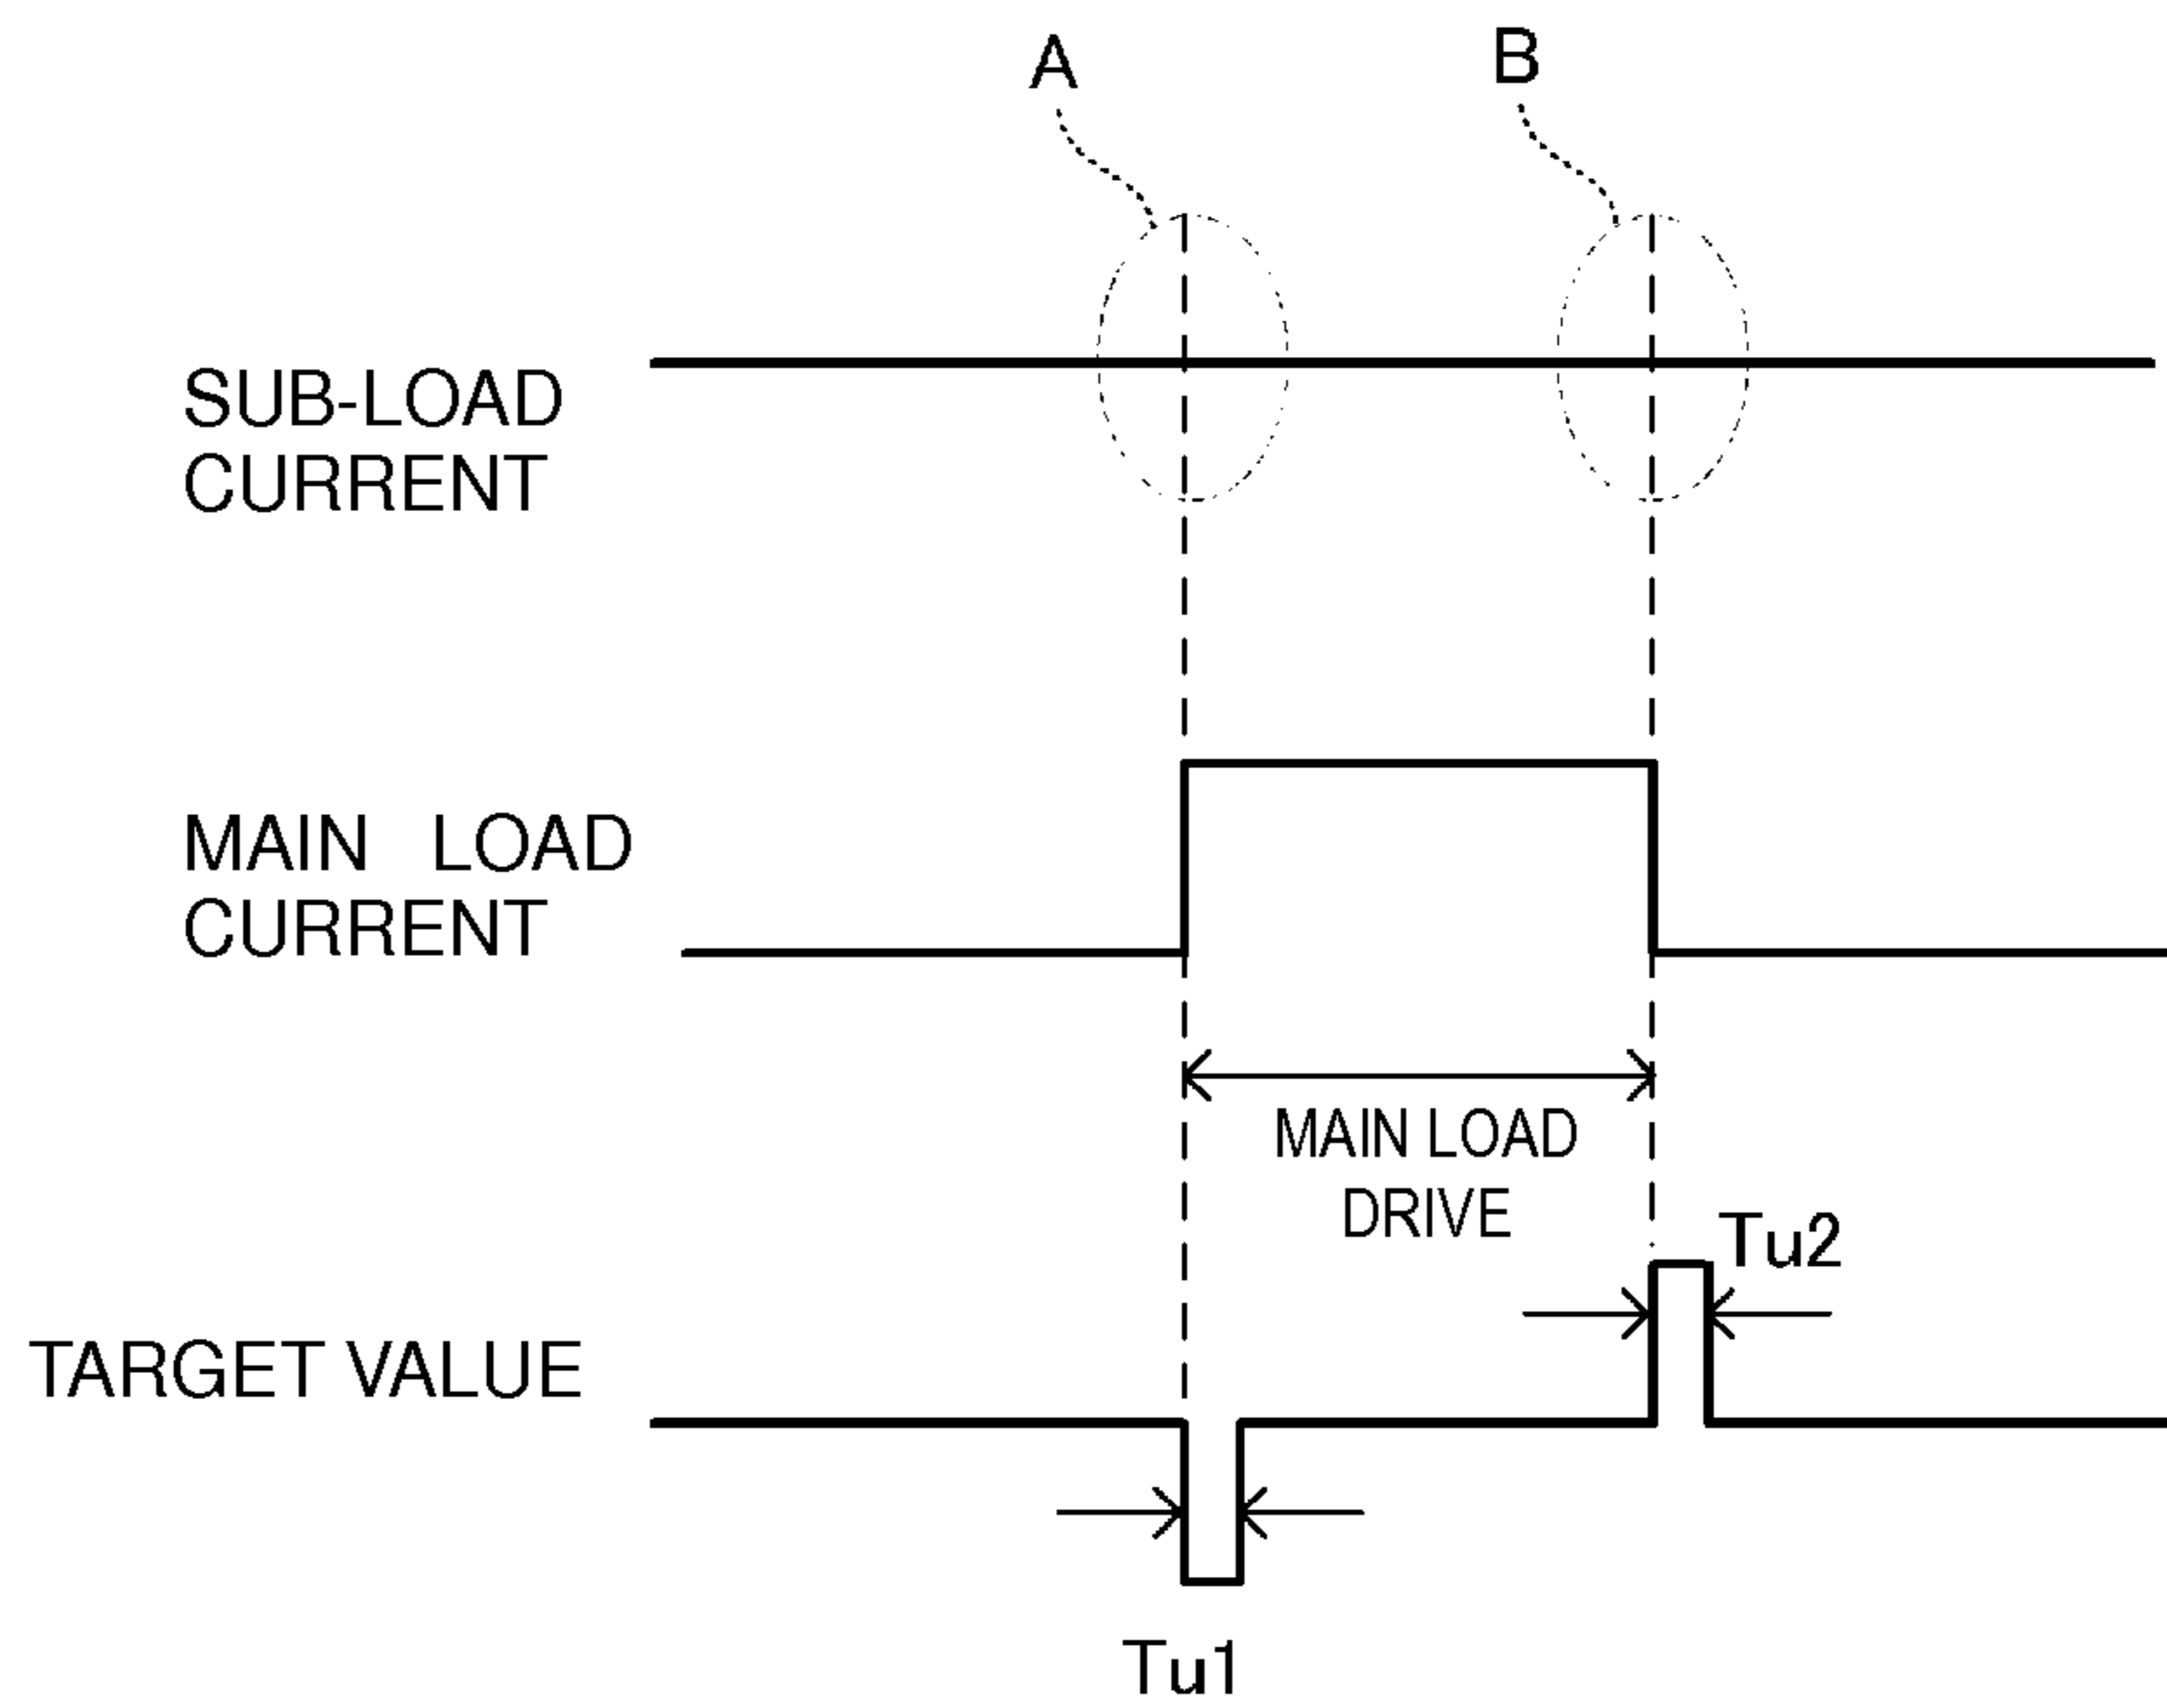 A
B
SUB-LOAD
CURRENT
MAIN LOAD
CURRENT
MAIN LOAD
DRIVE
Tu2
TARGET VALUE
Tu1